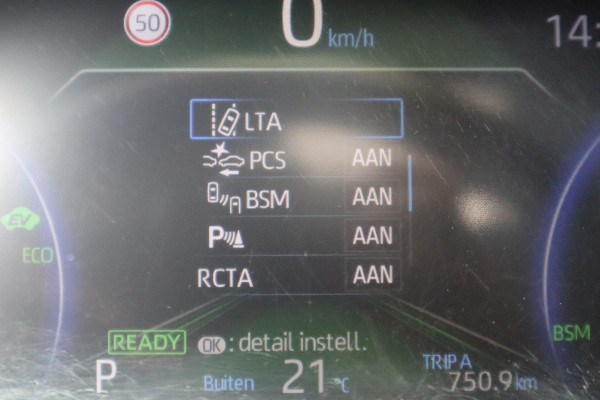 50
0 km/h
14:
LTA
PCS AAN
BSM AAN
P AAN
RCTA AAN
EV
ECO
BSM
READY
OK : detail instell.
P
Buiten 21 °C
TRIP A
750.9 km